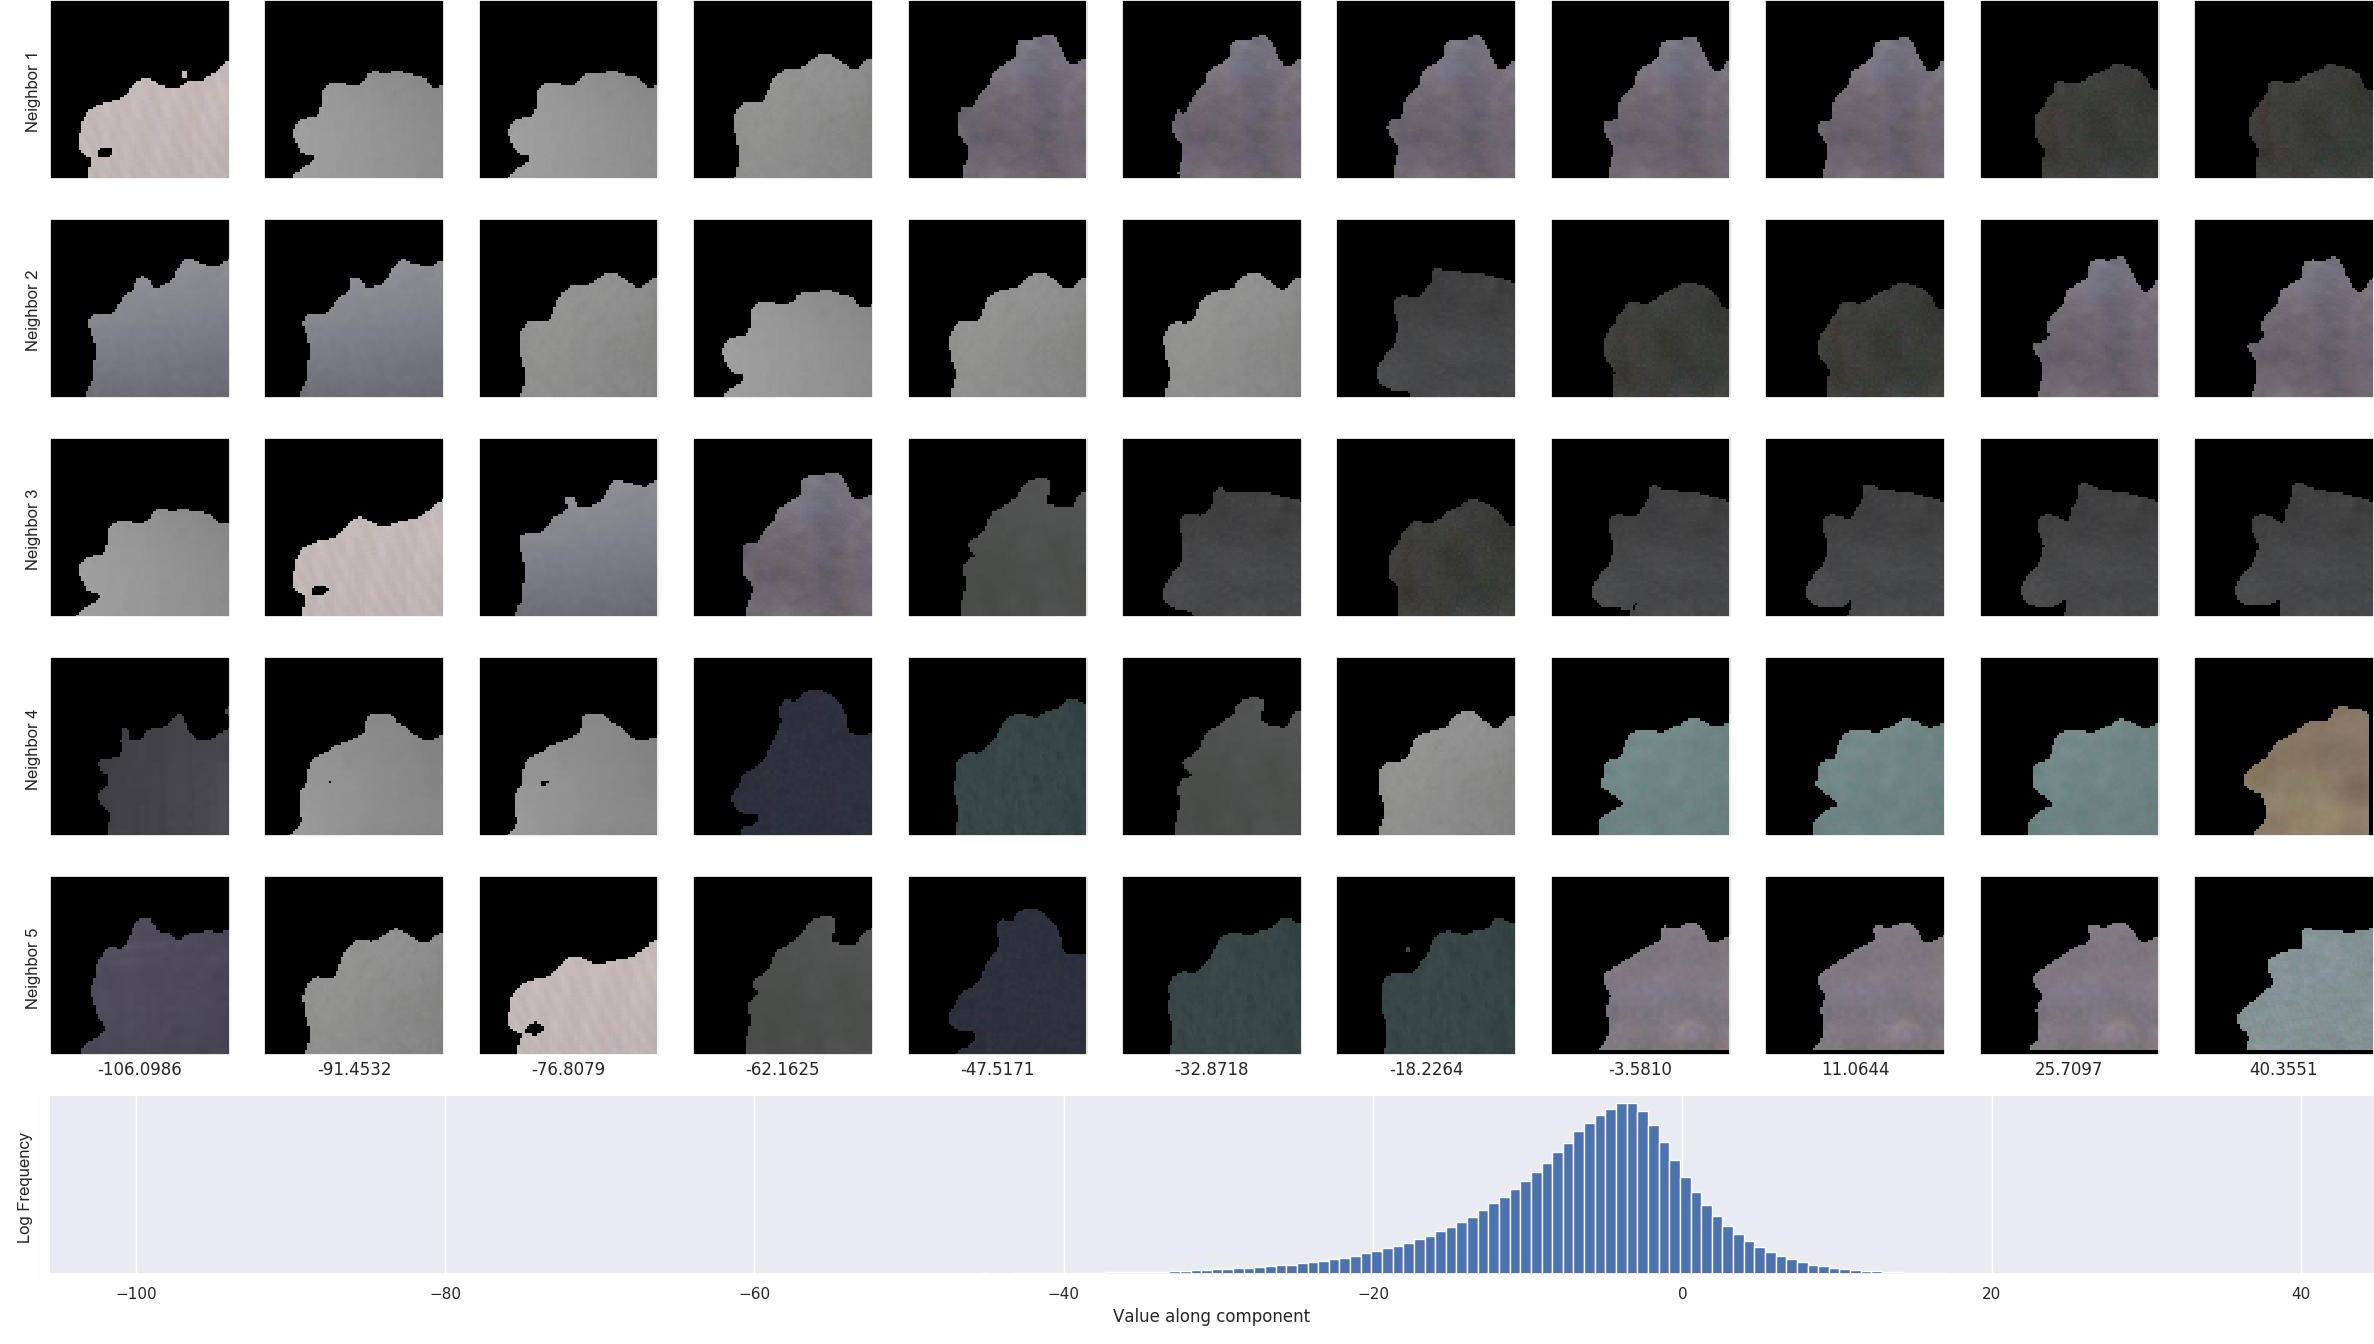 Neighbor 1
Neighbor 2
Neighbor 3
Neighbor 4
Neighbor 5
-106.0986 -91.4532 -76.8079 -62.1625 -47.5171 -32.8718 -18.2264 -3.5810 11.0644 25.7097 40.3551
Log Frequency
−100 −80 −60 −40 −20 0 20 40
Value along component